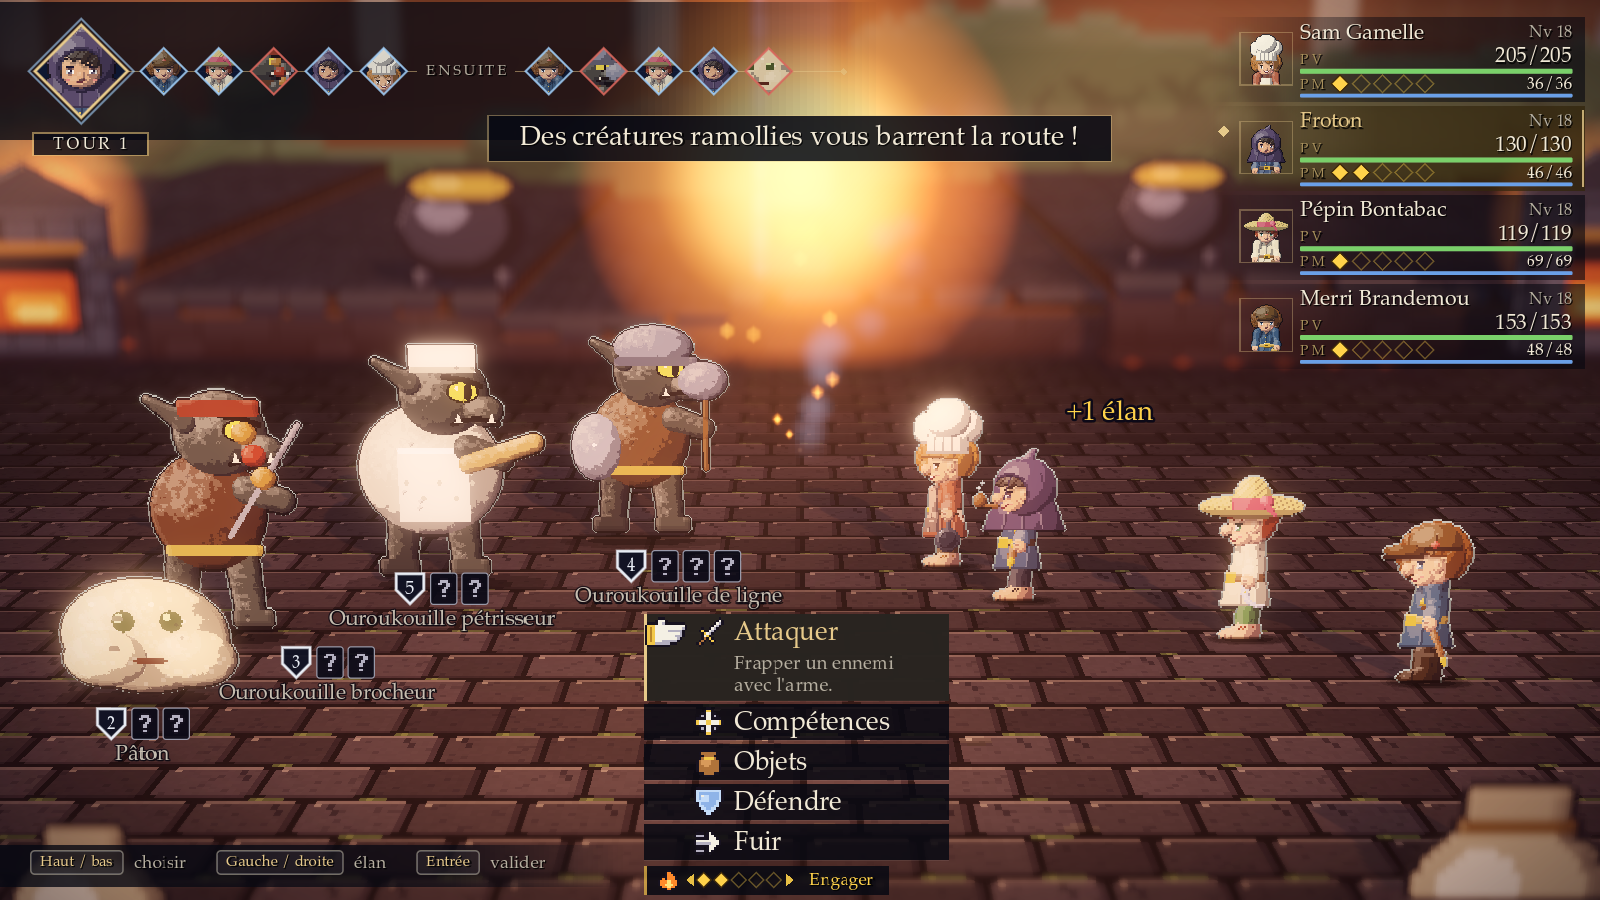 ENSUITE
TOUR 1
Des créatures ramollies vous barrent la route !
Sam Gamelle Nv 18
PV 205/205
PM 36/36
Froton Nv 18
PV 130/130
PM 46/46
Pépin Bontabac Nv 18
PV 119/119
PM 69/69
Merri Brandemou Nv 18
PV 153/153
PM 48/48
+1 élan
4 ? ? ?
Ouroukouille de ligne
5 ? ?
Ouroukouille pétrisseur
3 ? ?
Ouroukouille brocheur
2 ? ?
Pâton
Attaquer
Frapper un ennemi
avec l'arme.
Compétences
Objets
Défendre
Fuir
Engager
Haut / bas choisir Gauche / droite élan Entrée valider